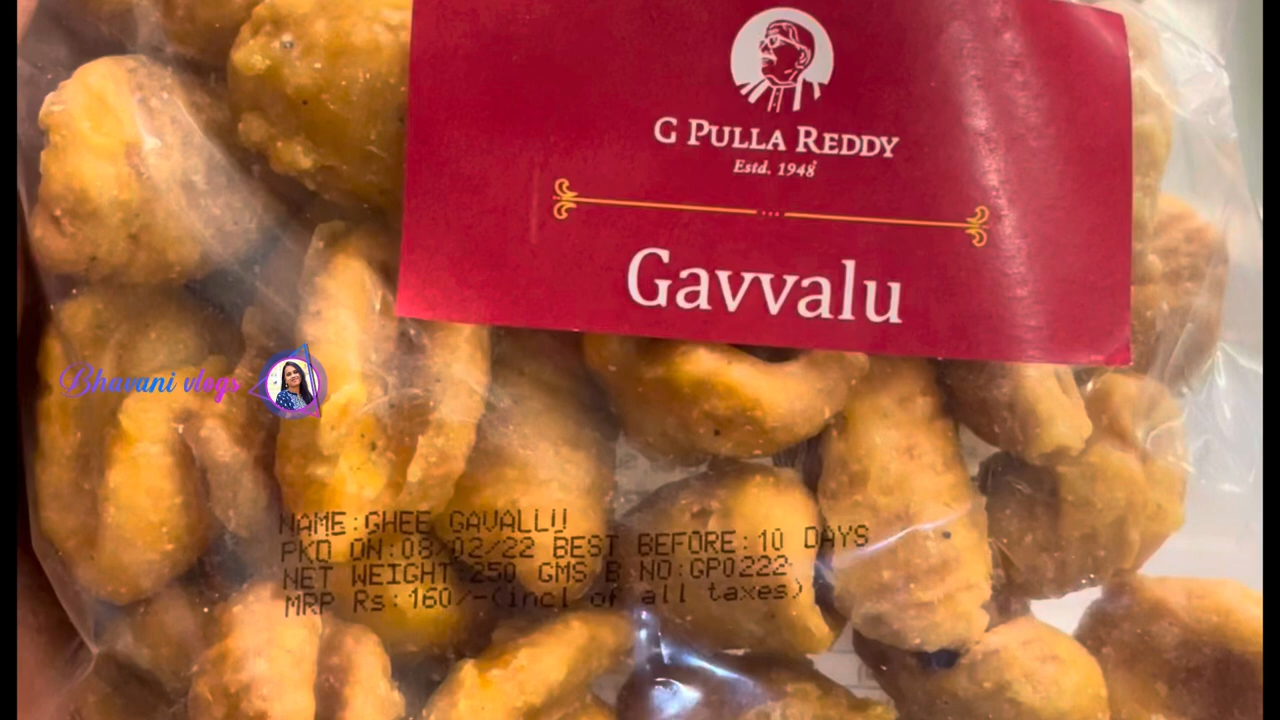 G PULLA REDDY
Estd. 1948
Gavvalu
Bhavani vlogs
NAME:GHEE GAVALLU
PKD ON:08/02/22 BEST BEFORE:10 DAYS
NET WEIGHT:250 GMS B NO:GP0222
MRP Rs:160/-(incl of all taxes)